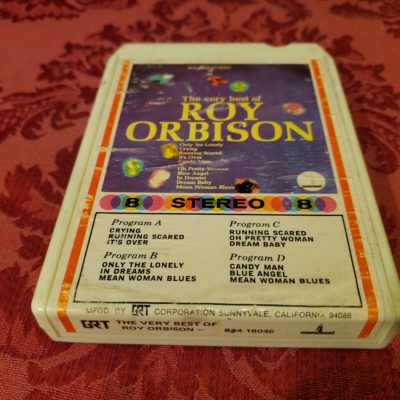 The very best of
ROY
ORBISON
Only the Lonely
Crying
Running Scared
It's Over
Candy Man
Oh Pretty Woman
Blue Angel
In Dreams
Dream Baby
Mean Woman Blues
8 STEREO 8
Program A
CRYING
RUNNING SCARED
IT'S OVER
Program B
ONLY THE LONELY
IN DREAMS
MEAN WOMAN BLUES
Program C
RUNNING SCARED
OH PRETTY WOMAN
DREAM BABY
Program D
CANDY MAN
BLUE ANGEL
MEAN WOMAN BLUES
MFGD. BY GRT CORPORATION SUNNYVALE, CALIFORNIA 94086
GRT THE VERY BEST OF
ROY ORBISON – 844-18045
monument